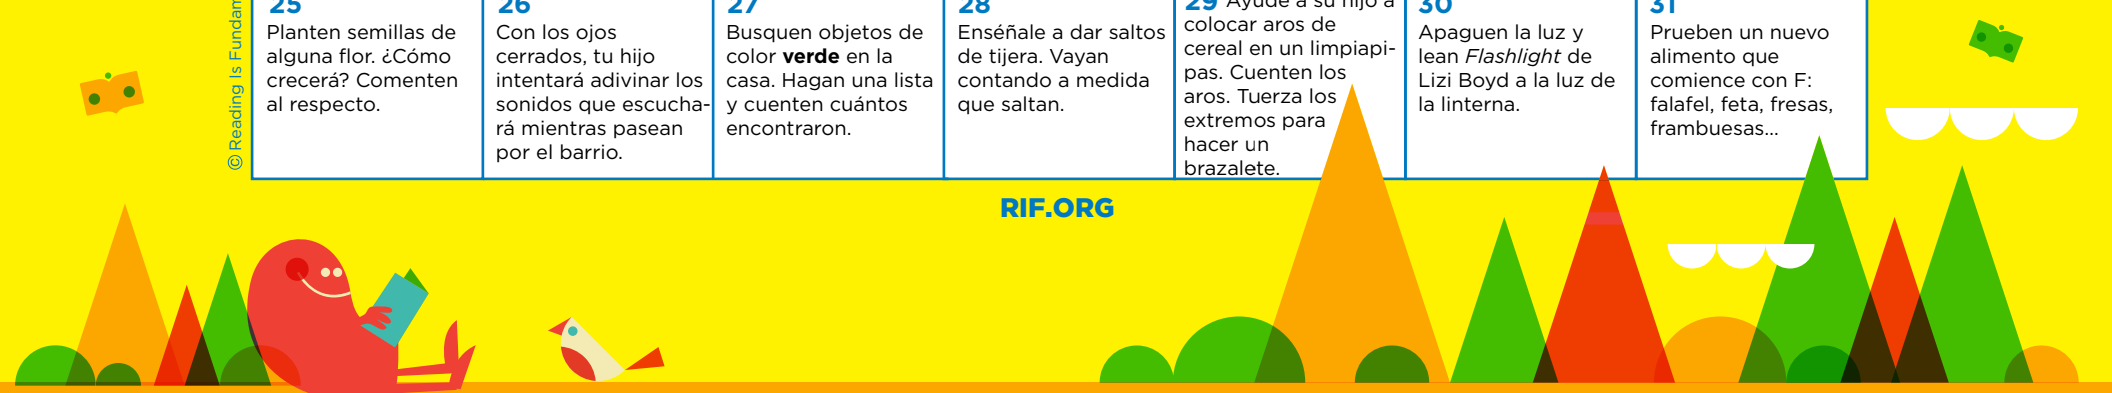 © Reading Is Fundam
25
Planten semillas de
alguna flor. ¿Cómo
crecerá? Comenten
al respecto.
26
Con los ojos
cerrados, tu hijo
intentará adivinar los
sonidos que escucha-
rá mientras pasean
por el barrio.
27
Busquen objetos de
color verde en la
casa. Hagan una lista
y cuenten cuántos
encontraron.
28
Enséñale a dar saltos
de tijera. Vayan
contando a medida
que saltan.
29 Ayude a su hijo a
colocar aros de
cereal en un limpiapi-
pas. Cuenten los
aros. Tuerza los
extremos para
hacer un
brazalete.
30
Apaguen la luz y
lean Flashlight de
Lizi Boyd a la luz de
la linterna.
31
Prueben un nuevo
alimento que
comience con F:
falafel, feta, fresas,
frambuesas...
RIF.ORG